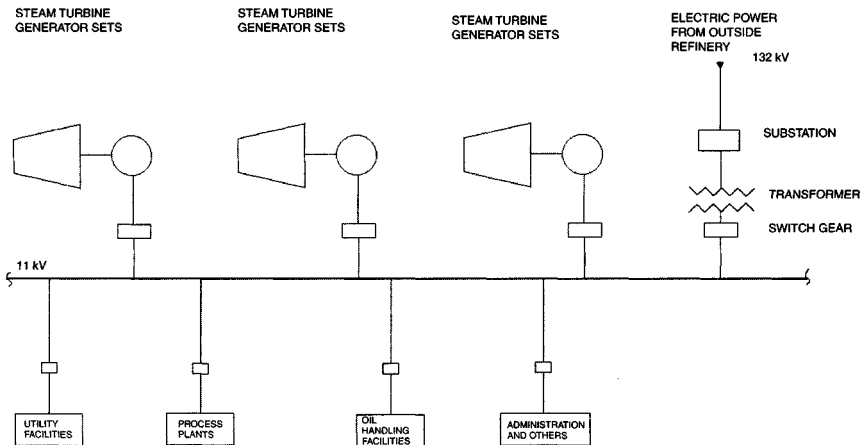 STEAM TURBINE
GENERATOR SETS
STEAM TURBINE
GENERATOR SETS
STEAM TURBINE
GENERATOR SETS
ELECTRIC POWER
FROM OUTSIDE
REFINERY
132 kV
SUBSTATION
TRANSFORMER
SWITCH GEAR
11 kV
UTILITY
FACILITIES
PROCESS
PLANTS
OIL
HANDLING
FACILITIES
ADMINISTRATION
AND OTHERS